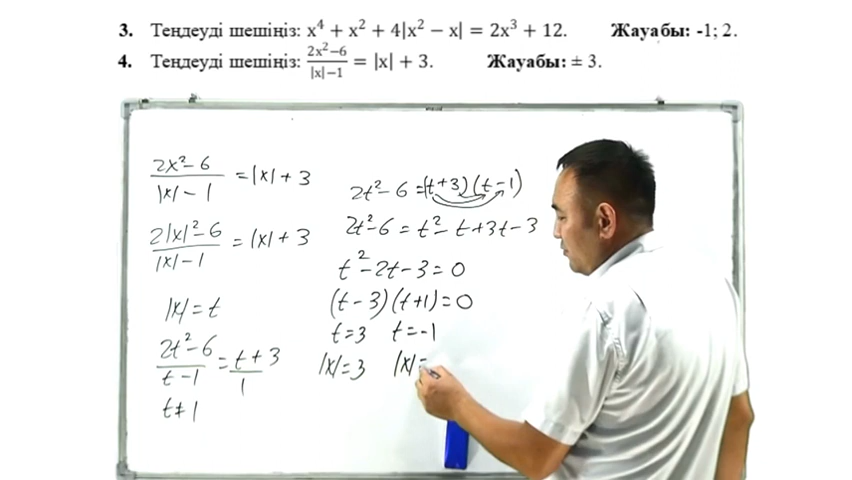 3. Теңдеуді шешіңіз: x⁴ + x² + 4|x² − x| = 2x³ + 12. Жауабы: -1; 2.
4. Теңдеуді шешіңіз: (2x²−6)/(|x|−1) = |x| + 3. Жауабы: ± 3.
(2x²-6)/(|x|-1) = |x| + 3
(2|x|²-6)/(|x|-1) = |x| + 3
|x| = t
(2t²-6)/(t-1) = (t+3)/1
t≠1
2t²-6=(t+3)(t-1)
2t²-6=t²-t+3t-3
t²-2t-3=0
(t-3)(t+1)=0
t=3 t=-1
|x|=3 |x|=